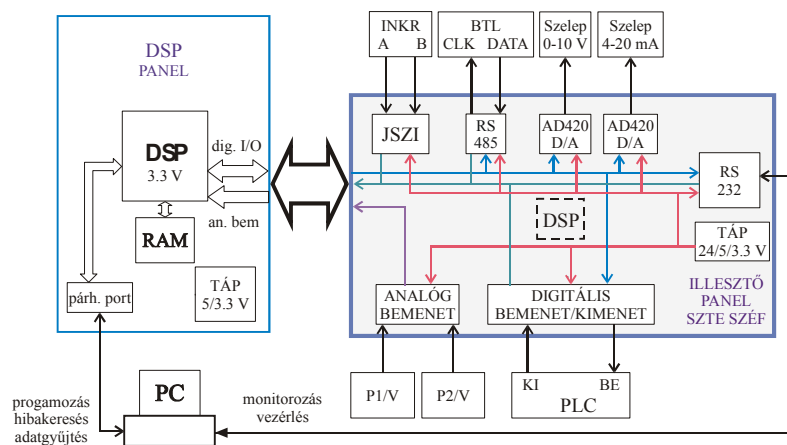 DSP
PANEL
DSP
3.3 V
dig. I/O
an. bem
RAM
TÁP
5/3.3 V
párh. port
PC
progamozás
hibakeresés
adatgyűjtés
monitorozás
vezérlés
INKR
A B
BTL
CLK DATA
Szelep
0-10 V
Szelep
4-20 mA
JSZI
RS
485
AD420
D/A
AD420
D/A
RS
232
DSP
TÁP
24/5/3.3 V
ANALÓG
BEMENET
DIGITÁLIS
BEMENET/KIMENET
ILLESZTŐ
PANEL
SZTE SZÉF
P1/V
P2/V
KI BE
PLC